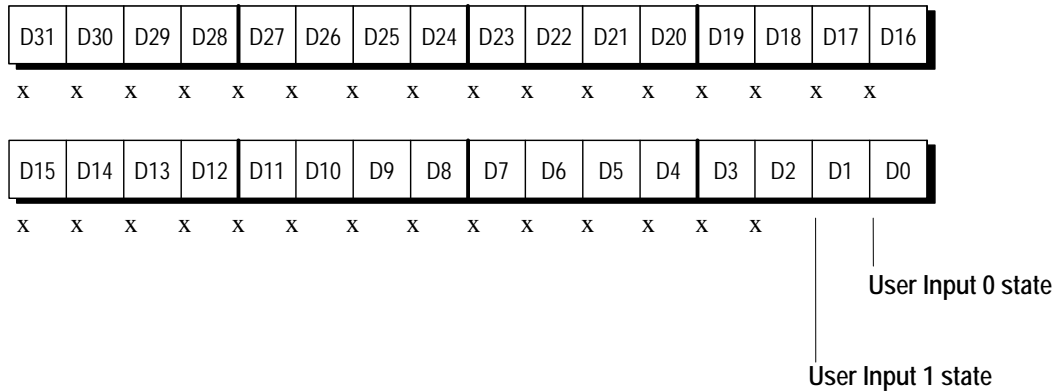 D31 D30 D29 D28 D27 D26 D25 D24 D23 D22 D21 D20 D19 D18 D17 D16
x x x x x x x x x x x x x x x x
D15 D14 D13 D12 D11 D10 D9 D8 D7 D6 D5 D4 D3 D2 D1 D0
x x x x x x x x x x x x x x
User Input 0 state
User Input 1 state